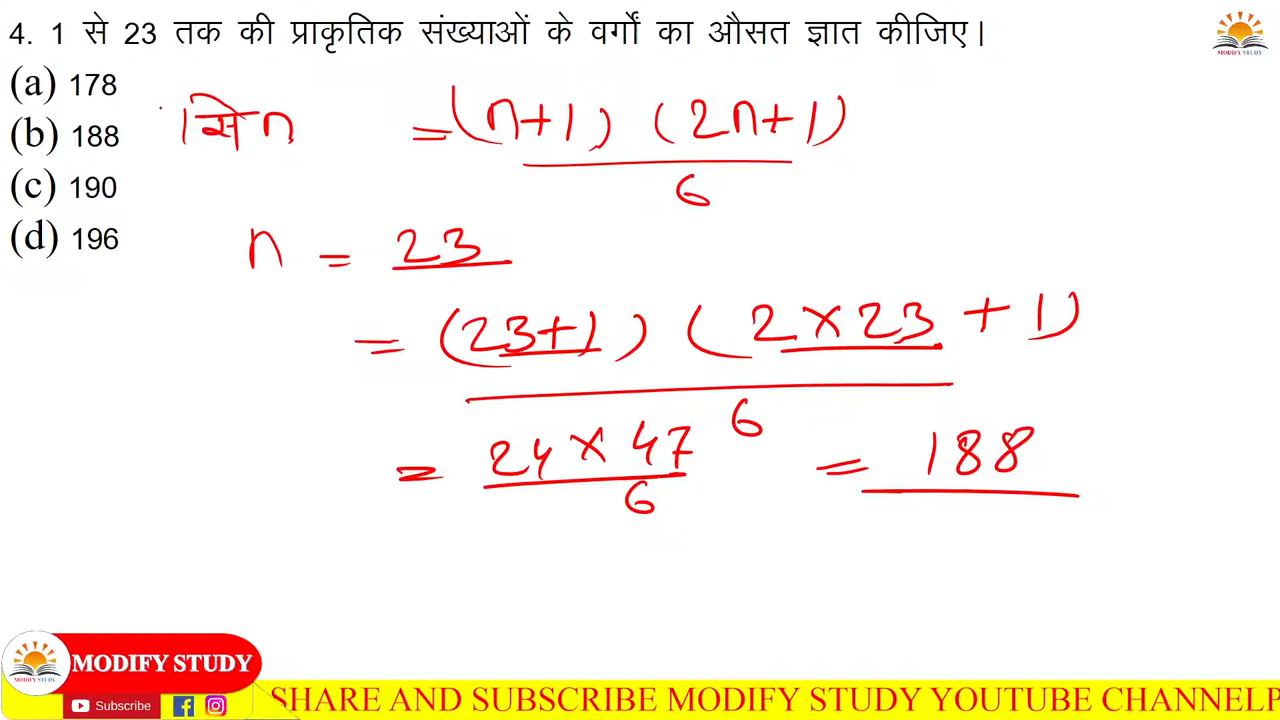 4. 1 से 23 तक की प्राकृतिक संख्याओं के वर्गों का औसत ज्ञात कीजिए।
MODIFY STUDY
(a) 178
(b) 188
(c) 190
(d) 196
1 से n = (n+1) (2n+1)
6
n = 23
= (23+1) (2×23+1)
6
= 24×47 = 188
6
MODIFY STUDY
MODIFY STUDY
Subscribe
SHARE AND SUBSCRIBE MODIFY STUDY YOUTUBE CHANNELP